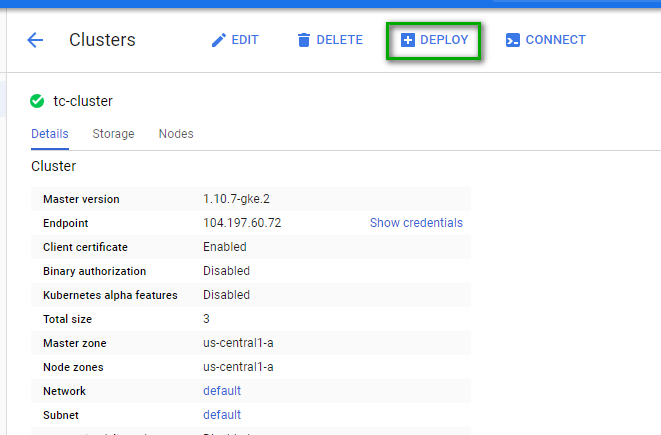 Clusters EDIT DELETE DEPLOY CONNECT
tc-cluster
Details Storage Nodes
Cluster
Master version 1.10.7-gke.2
Endpoint 104.197.60.72 Show credentials
Client certificate Enabled
Binary authorization Disabled
Kubernetes alpha features Disabled
Total size 3
Master zone us-central1-a
Node zones us-central1-a
Network default
Subnet default